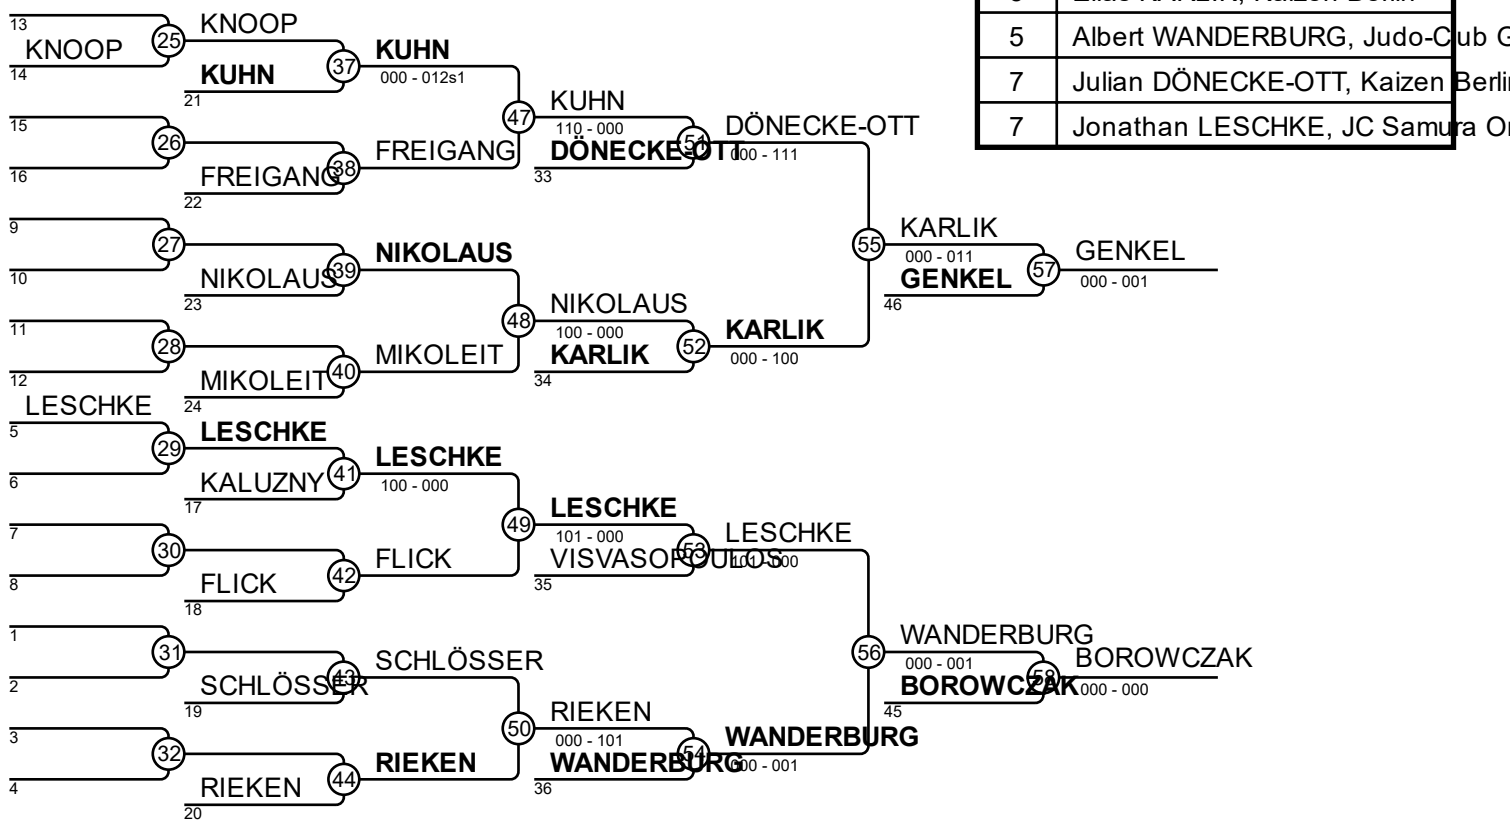 5 Albert WANDERBURG, Judo-Club G
7 Julian DÖNECKE-OTT, Kaizen Berlin
7 Jonathan LESCHKE, JC Samura Or
13
KNOOP
14
25
KNOOP
KUHN
21
37
KUHN
000 - 012s1
15
16
26
FREIGANG
22
38
FREIGANG
47
KUHN
110 - 000
DÖNECKE-OTT
33
51
DÖNECKE-OTT
000 - 111
9
10
27
NIKOLAUS
23
39
NIKOLAUS
11
12
28
MIKOLEIT
24
40
MIKOLEIT
48
NIKOLAUS
100 - 000
KARLIK
34
52
KARLIK
000 - 100
55
KARLIK
000 - 011
GENKEL
46
57
GENKEL
000 - 001
LESCHKE
5
6
29
LESCHKE
KALUZNY
17
41
LESCHKE
100 - 000
7
8
30
FLICK
18
42
FLICK
49
LESCHKE
101 - 000
VISVASOPOULOS
35
53
LESCHKE
101 - 000
1
2
31
SCHLÖSSER
19
43
SCHLÖSSER
3
4
32
RIEKEN
20
44
RIEKEN
50
RIEKEN
000 - 101
WANDERBURG
36
54
WANDERBURG
000 - 001
56
WANDERBURG
000 - 001
BOROWCZAK
45
58
BOROWCZAK
000 - 000